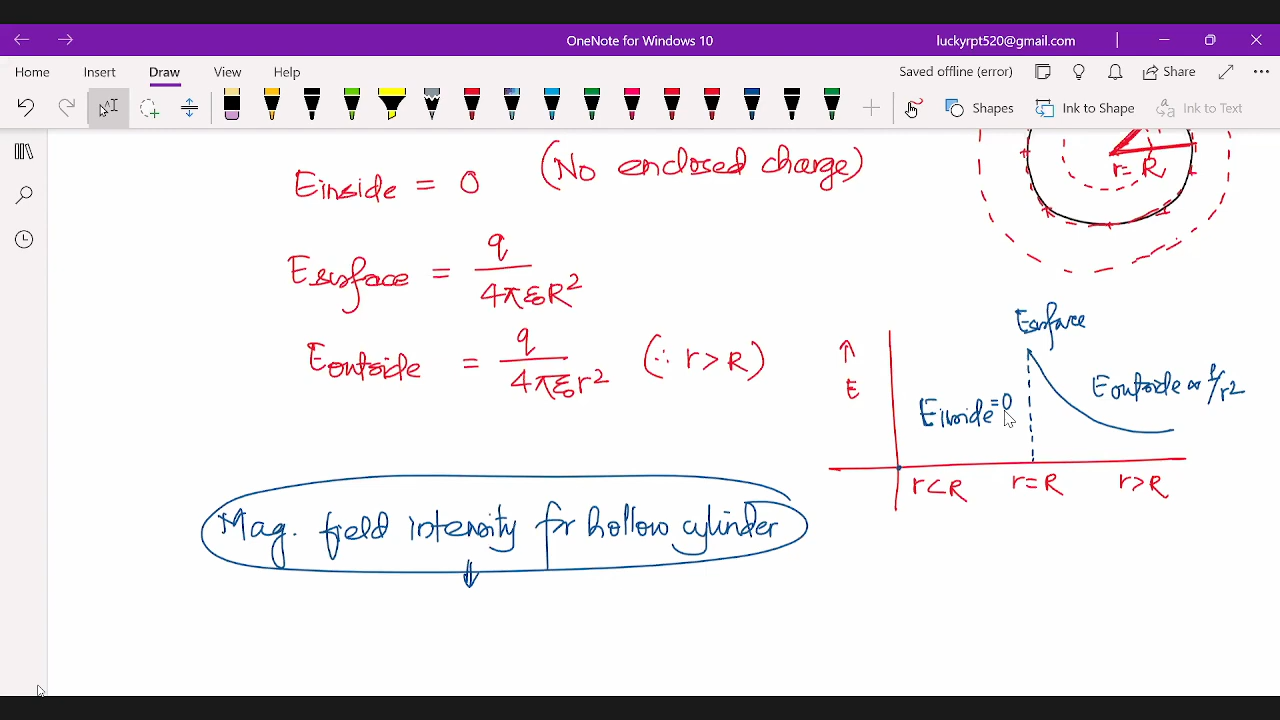 OneNote for Windows 10
luckyrpt520@gmail.com
Home Insert Draw View Help
Saved offline (error)
Share
Shapes
Ink to Shape
Ink to Text
Einside = 0 (No enclosed charge)
r=R
Esurface = q/4πε₀R²
Eoutside = q/4πε₀r² (∵ r>R)
Esurface
↑
E
Einside=0
Eoutside ∝ 1/r²
r<R r=R r>R
Mag. field intensity for hollow cylinder
↓